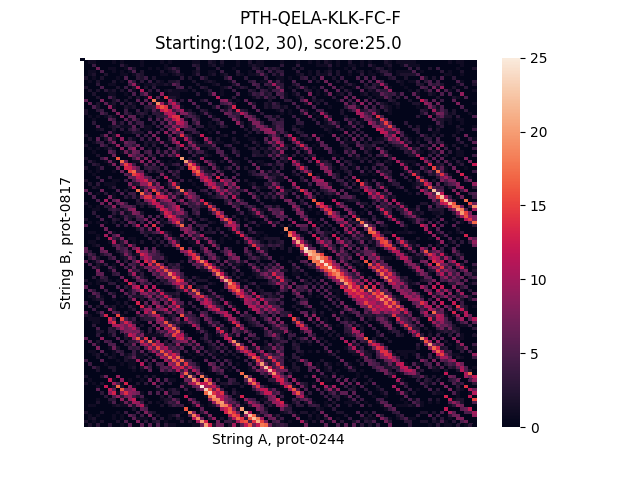 PTH-QELA-KLK-FC-F
Starting:(102, 30), score:25.0
String B, prot-0817
String A, prot-0244
25
20
15
10
5
0